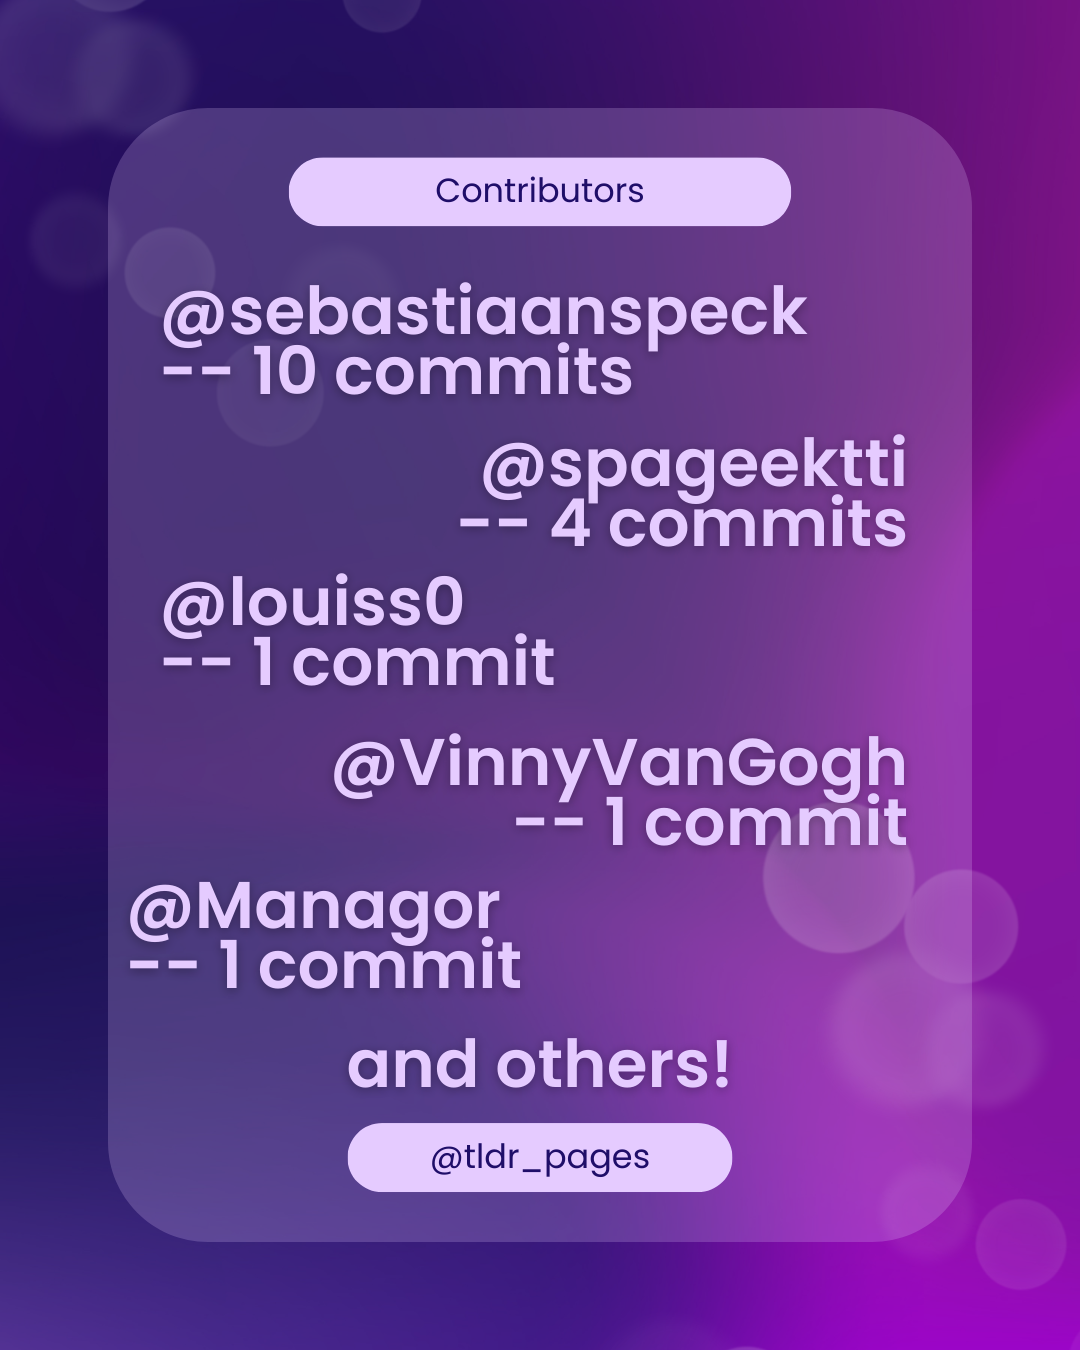 Contributors
@sebastiaanspeck
-- 10 commits
@spageektti
-- 4 commits
@louiss0
-- 1 commit
@VinnyVanGogh
-- 1 commit
@Managor
-- 1 commit
and others!
@tldr_pages